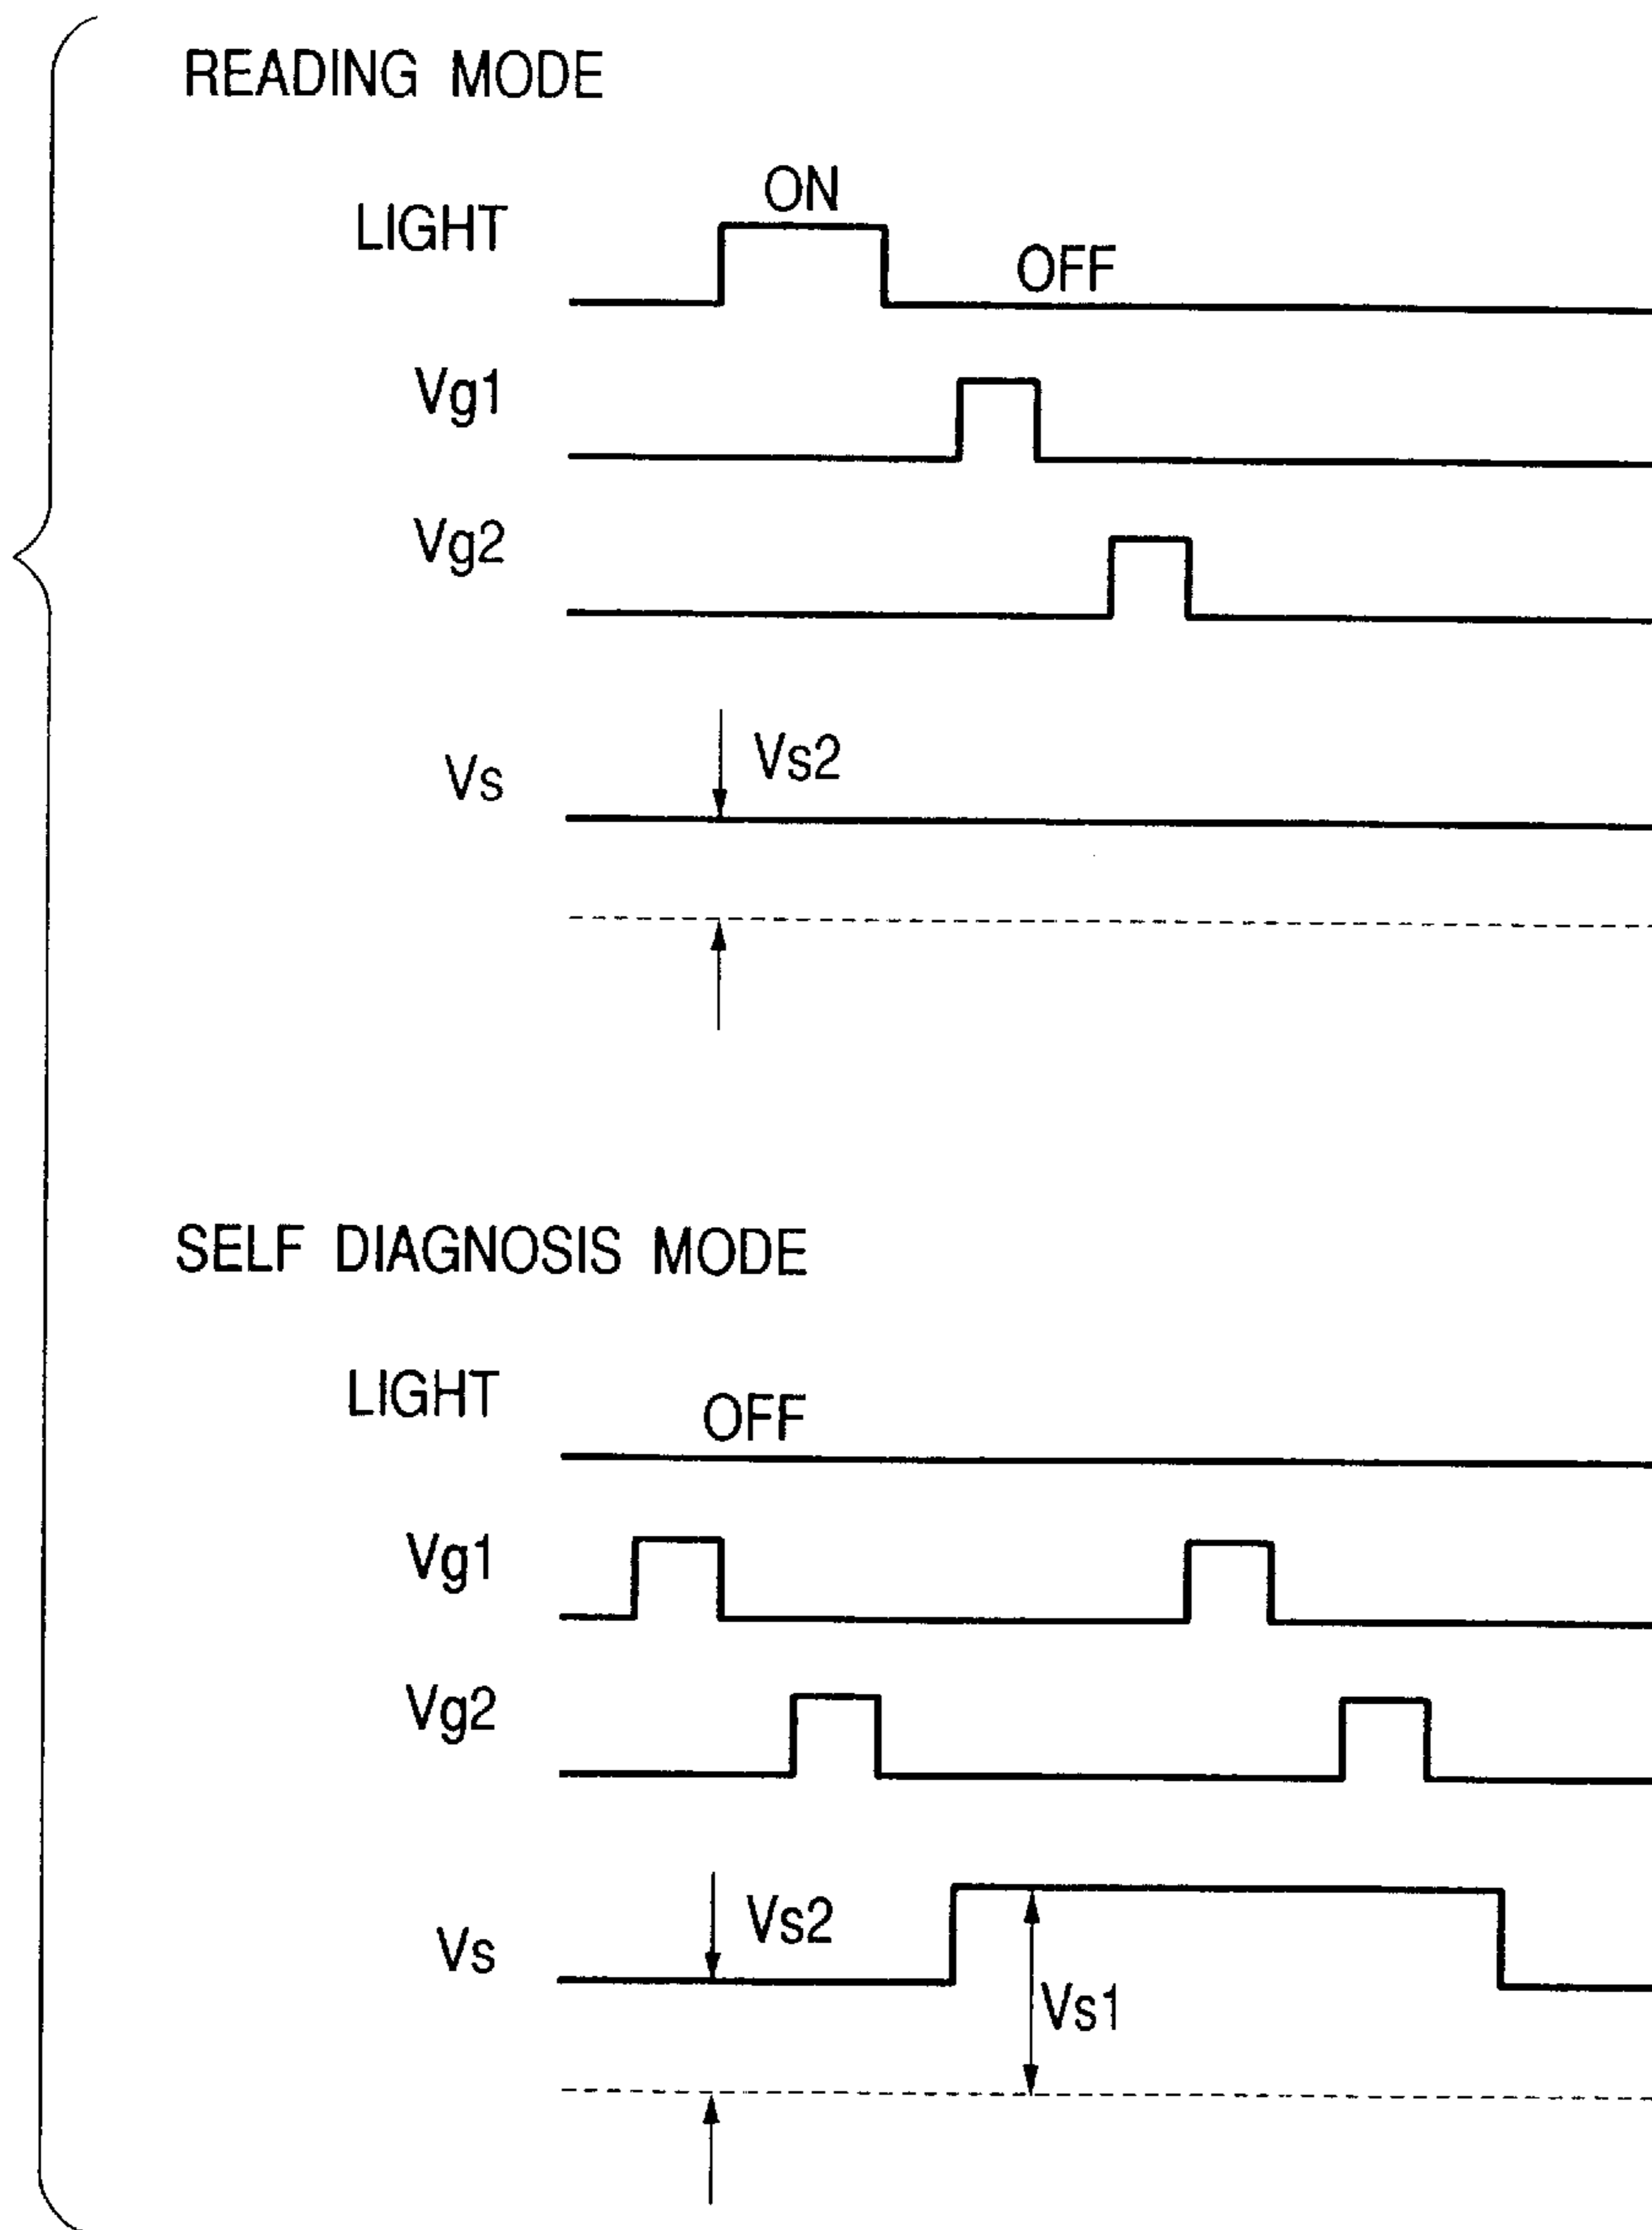 READING MODE
ON
LIGHT
OFF
Vg1
Vg2
Vs2
Vs
SELF DIAGNOSIS MODE
LIGHT
OFF
Vg1
Vg2
Vs2
Vs
Vs1